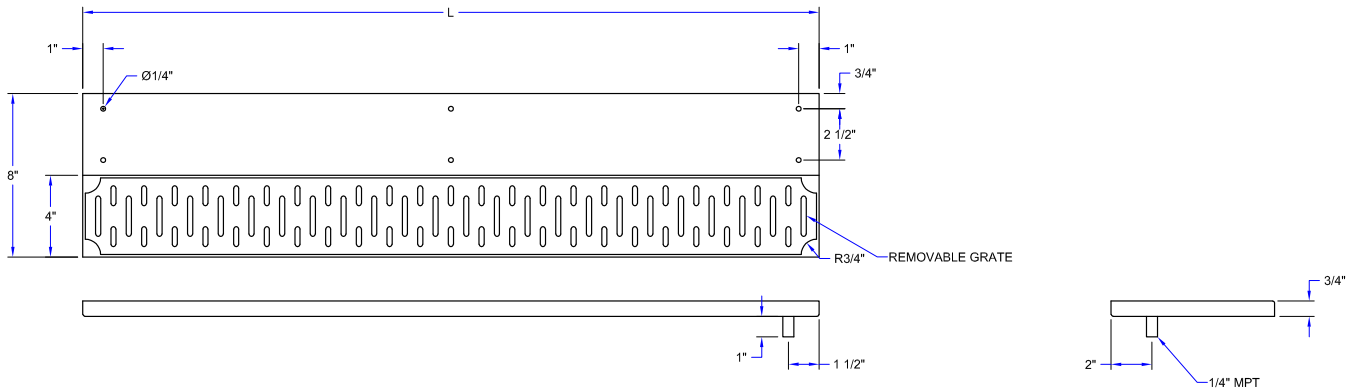 L
1"
1"
Ø1/4"
3/4"
2 1/2"
8"
4"
R3/4"
REMOVABLE GRATE
3/4"
1"
1 1/2"
2"
1/4" MPT